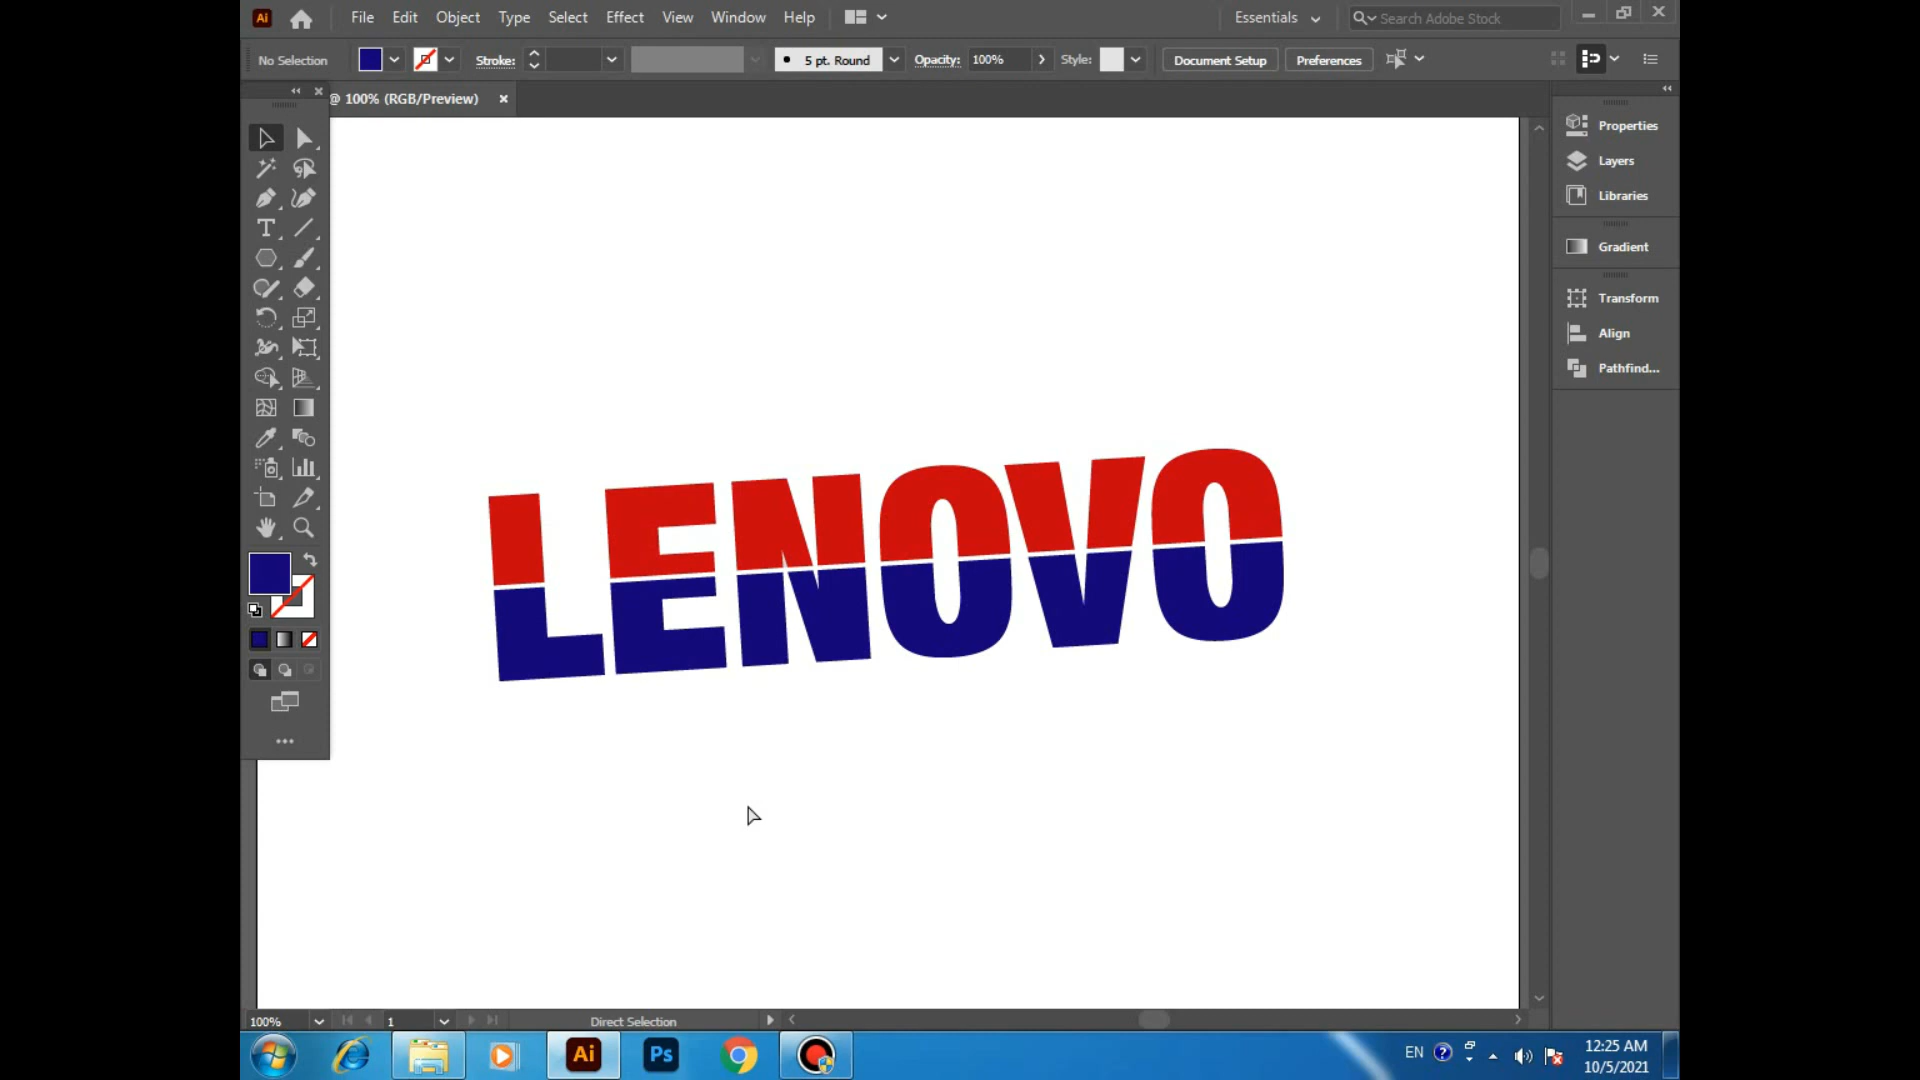 Ai File Edit Object Type Select Effect View Window Help Essentials Search Adobe Stock
No Selection Stroke: 5 pt. Round Opacity: 100% Style: Document Setup Preferences
@ 100% (RGB/Preview)
Properties
Layers
Libraries
Gradient
Transform
Align
Pathfind...
LENOVO
100% 1 Direct Selection
Ai Ps EN 12:25 AM
10/5/2021